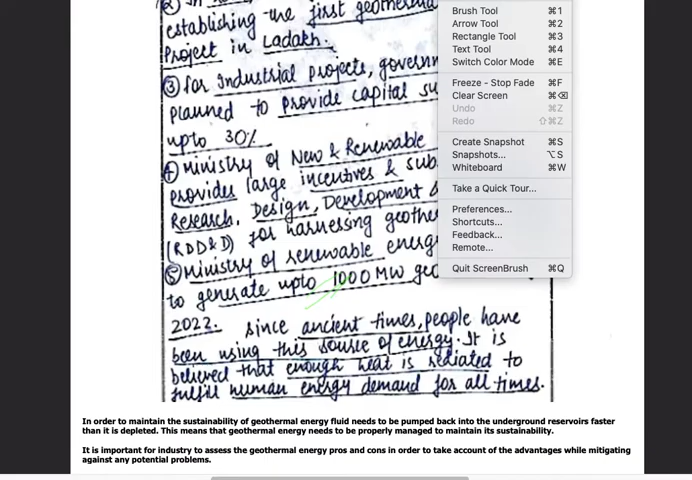 establishing the first geotherma
Project in Ladakh.
③ for Industrial projects, governm
planned to provide capital su
upto 30%
④ Ministry of New & Renewable
provides large incentives & sub
Research, Design, Development &
(RDD&D) for harnessing geothe
⑤ Ministry of renewable energ
to generate upto 1000 MW geo
2022. Since ancient times, people have
been using this source of energy. It is
believed that enough heat is rediated to
fulfill human energy demand for all times.
Brush Tool ⌘1
Arrow Tool ⌘2
Rectangle Tool ⌘3
Text Tool ⌘4
Switch Color Mode ⌘E
Freeze - Stop Fade ⌘F
Clear Screen ⌘⌫
Undo ⌘Z
Redo ⇧⌘Z
Create Snapshot ⌘S
Snapshots... ⌥S
Whiteboard ⌘W
Take a Quick Tour...
Preferences...
Shortcuts...
Feedback...
Remote...
Quit ScreenBrush ⌘Q
In order to maintain the sustainability of geothermal energy fluid needs to be pumped back into the underground reservoirs faster
than it is depleted. This means that geothermal energy needs to be properly managed to maintain its sustainability.
It is important for industry to assess the geothermal energy pros and cons in order to take account of the advantages while mitigating
against any potential problems.